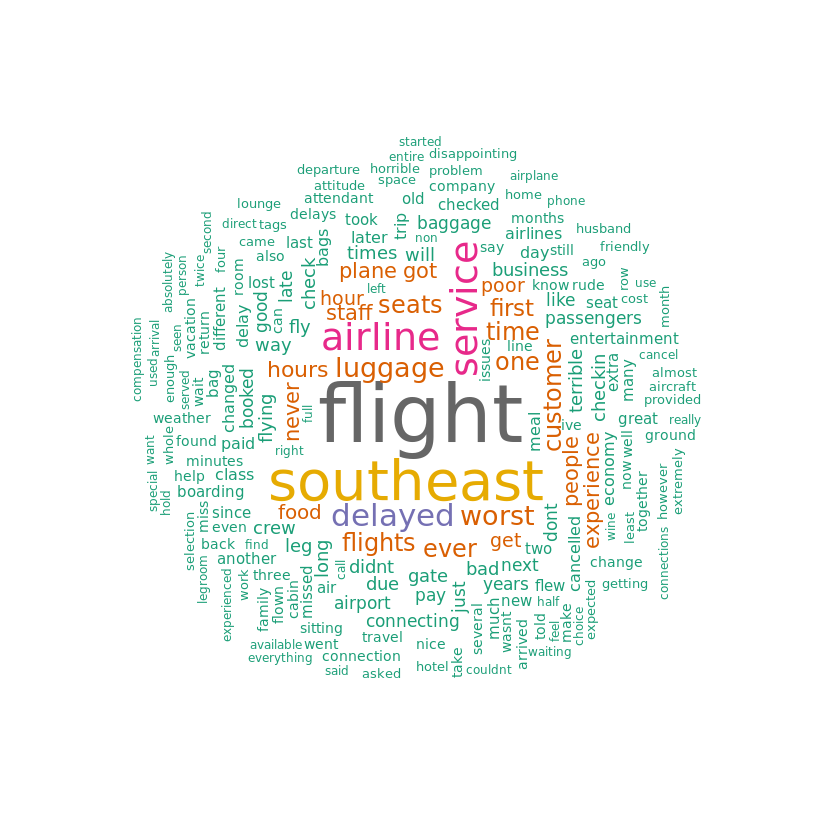 started
entire
disappointing
departure
horrible
problem
airplane
attitude
space
company
lounge
attendant
old
checked
home
phone
direct
tags
delays
took
trip
baggage
months
husband
second
came
also
last
bags
times
later
will
non
say
airlines
day
still
friendly
absolutely
person
twice
four
room
lost
check
late
plane
got
left
service
poor
business
know
rude
ago
row
use
cost
month
vacation
return
different
delay
good
can
hour
staff
seats
first
like
seat
passengers
compensation
used
arrival
seen
way
fly
airline
time
line
issues
entertainment
cancel
enough
served
wait
bag
changed
booked
hours
luggage
one
customer
terrible
checkin
extra
many
almost
aircraft
provided
weather
whole
flying
never
full
flight
meal
ive
great
really
want
found
paid
right
people
experience
economy
now
well
ground
special
hold
minutes
help
class
boarding
southeast
together
however
extremely
miss
since
even
food
delayed
worst
dont
cancelled
wine
least
selection
back
find
another
crew
leg
long
flights
ever
get
two
change
connections
legroom
experienced
work
three
family
flown
cabin
missed
air
call
didnt
due
gate
bad
next
years
flew
getting
airport
pay
just
new
half
connecting
several
much
wasnt
told
feel
make
choice
expected
sitting
travel
nice
arrived
waiting
available
went
everything
connection
said
asked
hotel
take
couldnt